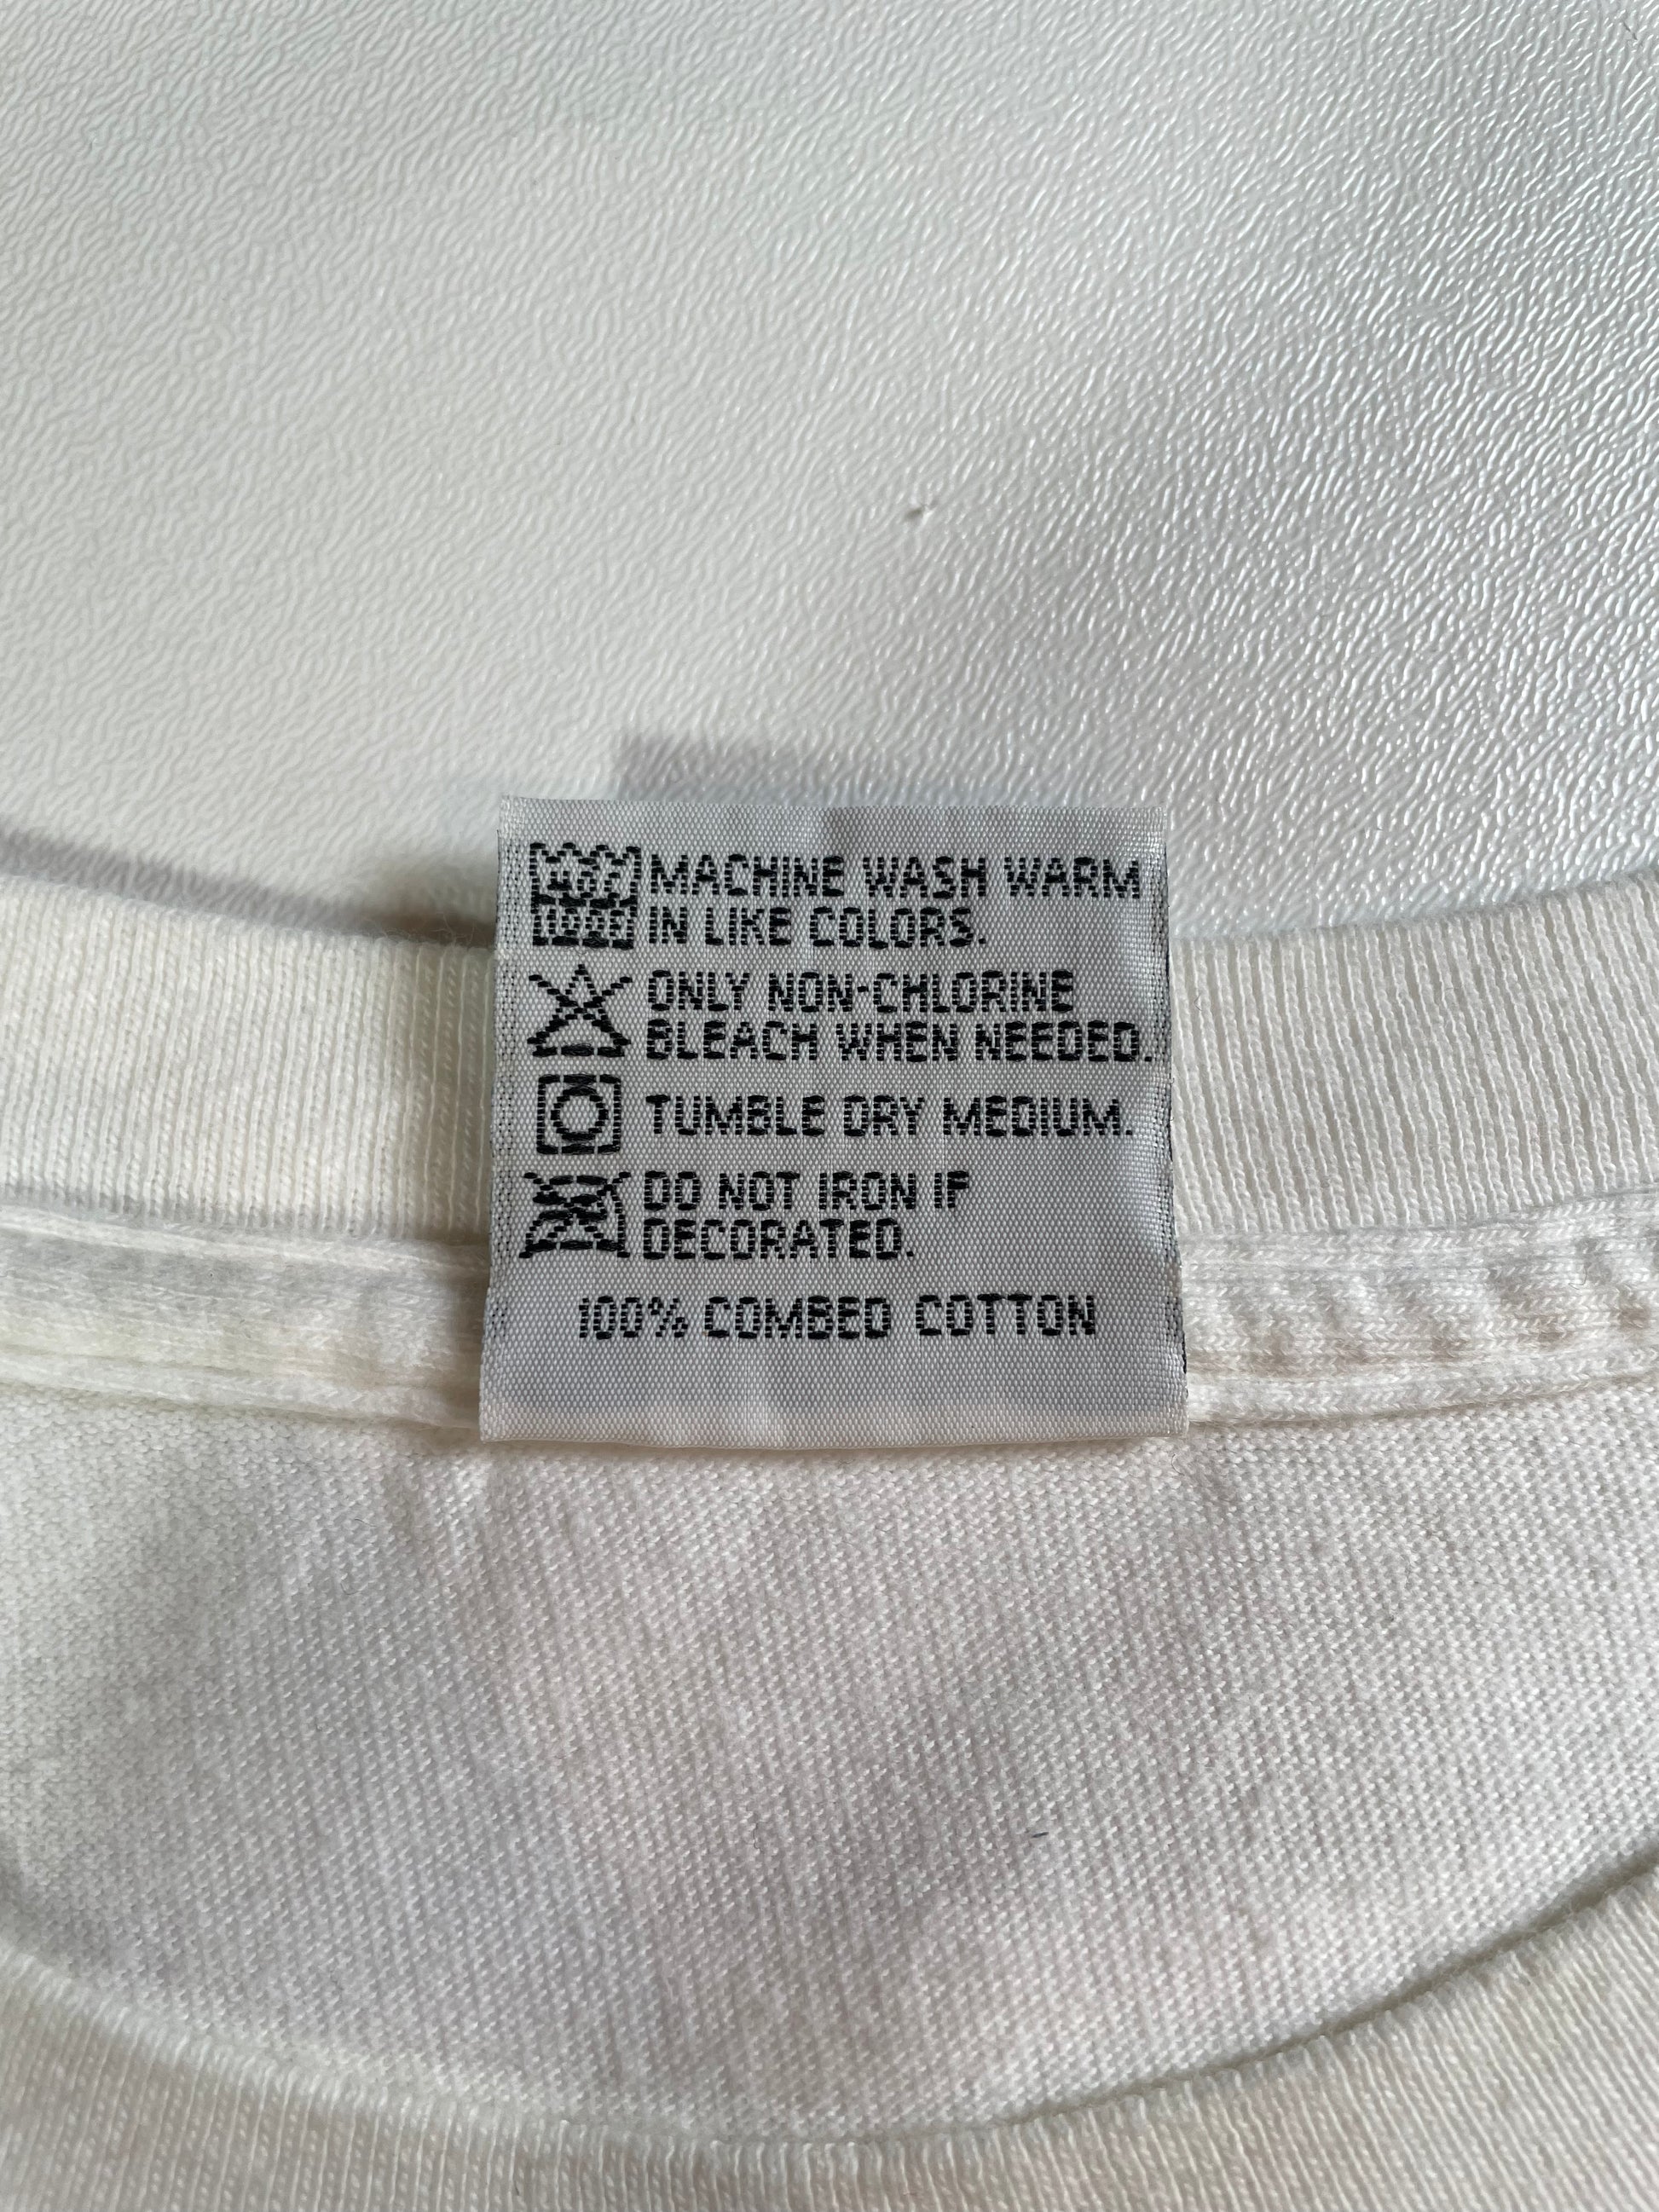 MACHINE WASH WARM
IN LIKE COLORS.
ONLY NON-CHLORINE
BLEACH WHEN NEEDED.
TUMBLE DRY MEDIUM.
DO NOT IRON IF
DECORATED.
100% COMBED COTTON